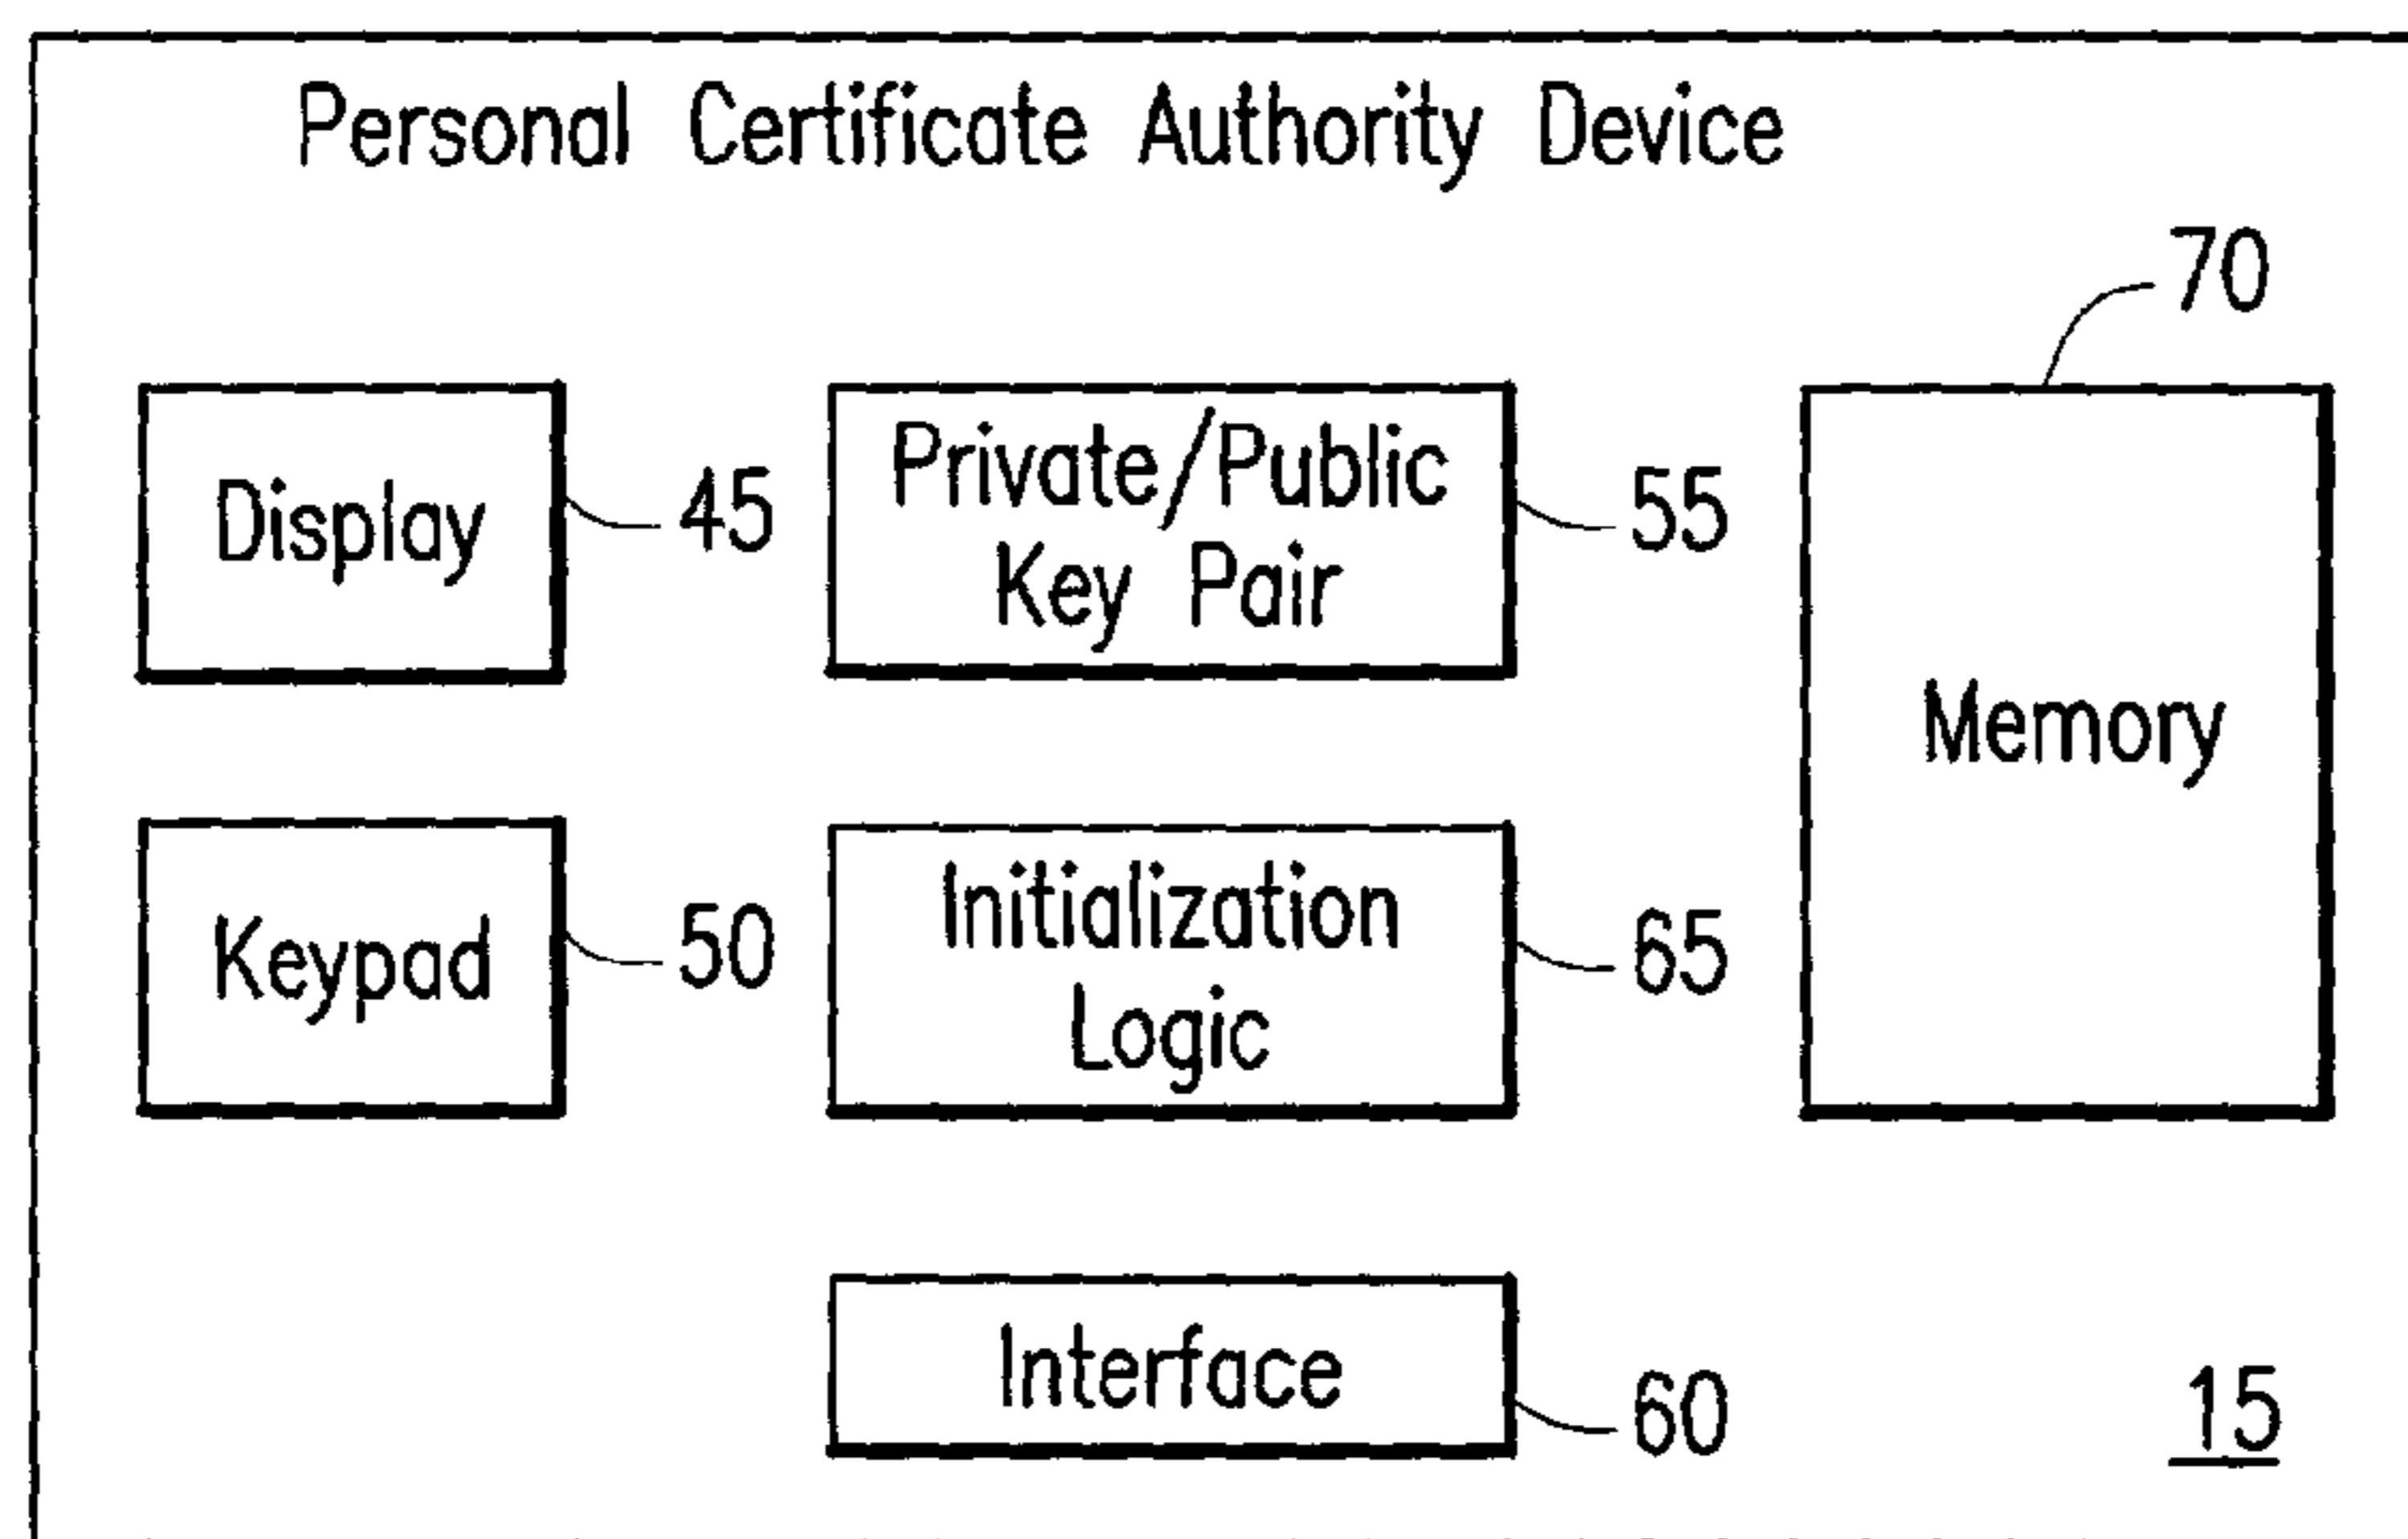 Personal Certificate Authority Device
70
Display
45
Private/Public
Key Pair
55
Memory
Keypad
50
Initialization
Logic
65
Interface
60
15